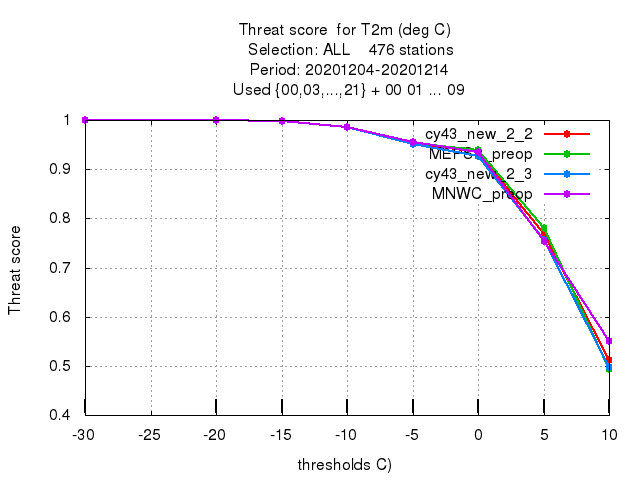 Threat score for T2m (deg C)
Selection: ALL 476 stations
Period: 20201204-20201214
Used {00,03,...,21} + 00 01 ... 09
cy43_new_2_2
preop
cy43_new_2_3
MNWC_preop
1
0.9
0.8
0.7
0.6
0.5
0.4
Threat score
-30 -25 -20 -15 -10 -5 0 5 10
thresholds C)